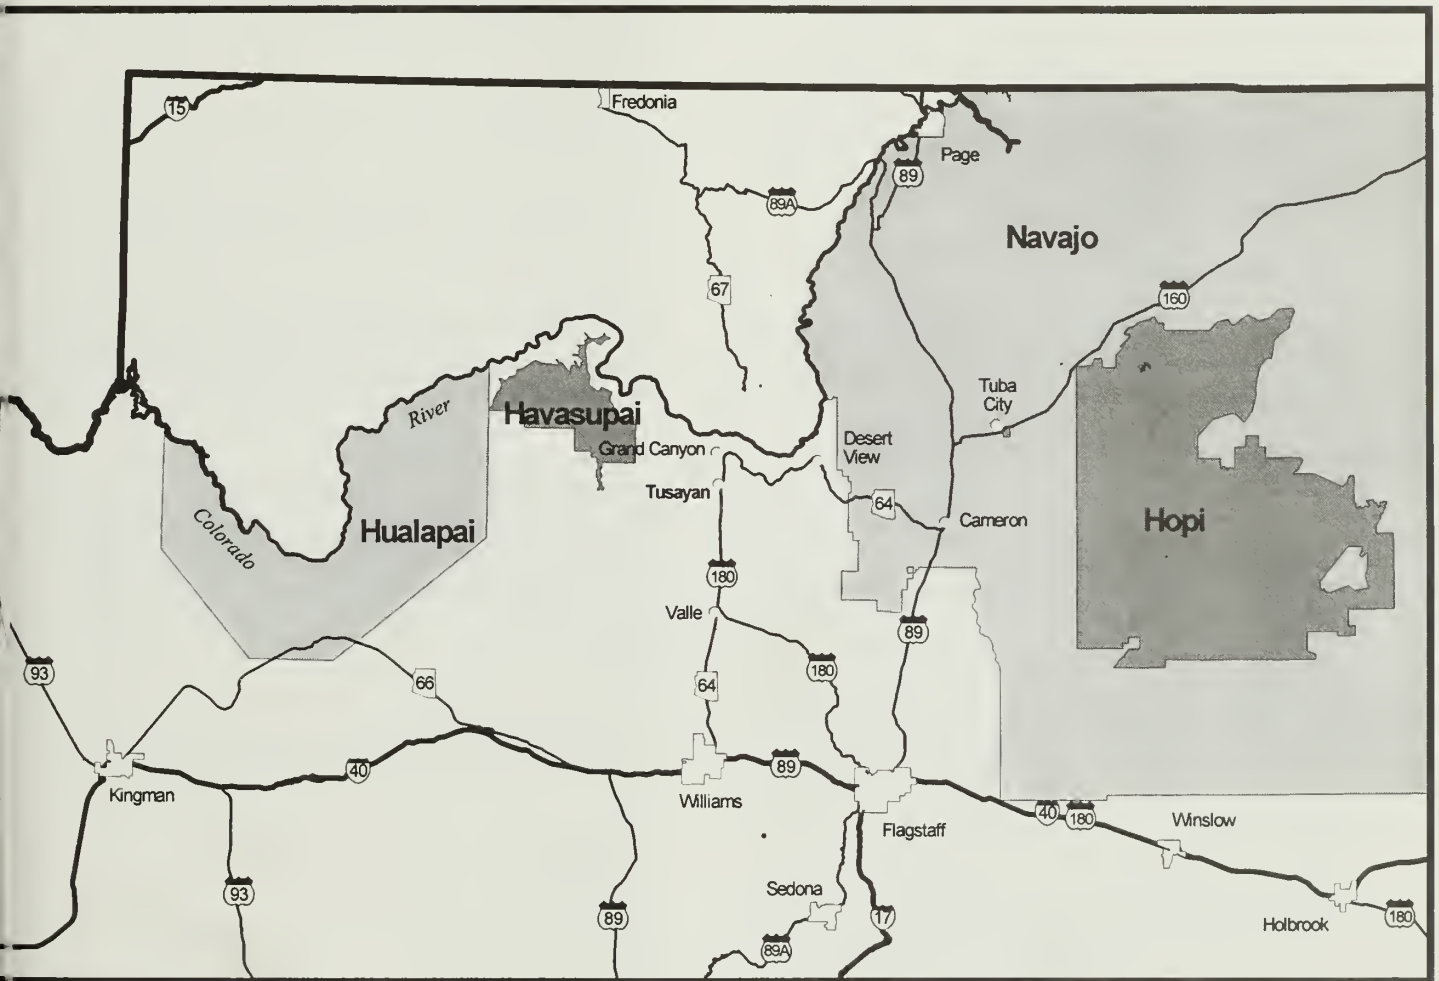 15
Fredonia
Page
89
89A
Navajo
67
160
Tuba
City
River
Havasupai
Grand Canyon
Desert
View
Tusayan
64
Cameron
Hopi
Colorado
Hualapai
180
Valle
89
93
66
64
180
40
89
Kingman
Williams
Flagstaff
40
180
Winslow
93
Sedona
89
17
89A
Holbrook
180